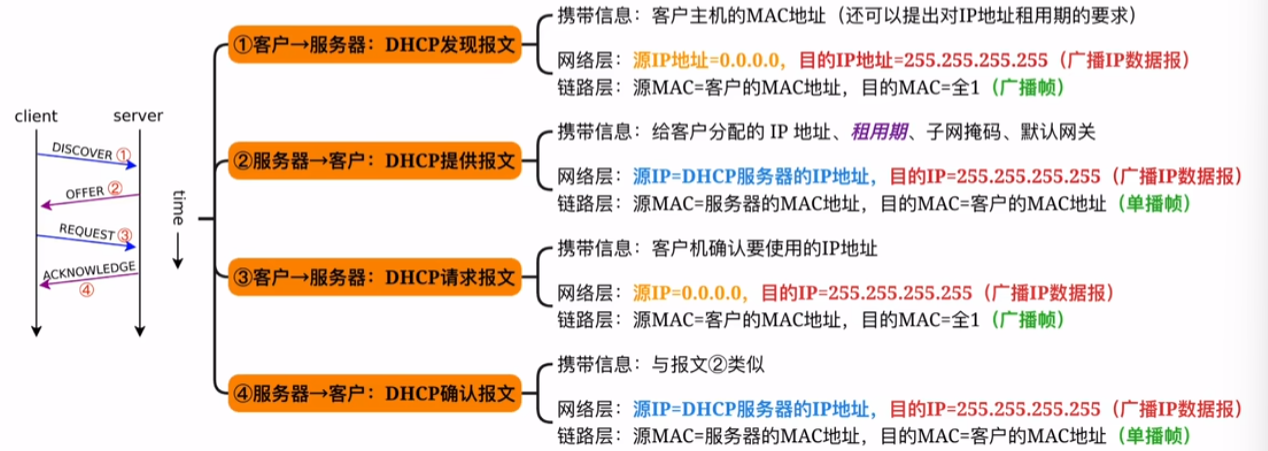 client
server
DISCOVER ①
OFFER ②
REQUEST ③
ACKNOWLEDGE
④
time
①客户→服务器：DHCP发现报文
携带信息：客户主机的MAC地址（还可以提出对IP地址租用期的要求）
网络层：源IP地址=0.0.0.0，目的IP地址=255.255.255.255（广播IP数据报）
链路层：源MAC=客户的MAC地址，目的MAC=全1（广播帧）
②服务器→客户：DHCP提供报文
携带信息：给客户分配的 IP 地址、租用期、子网掩码、默认网关
网络层：源IP=DHCP服务器的IP地址，目的IP=255.255.255.255（广播IP数据报）
链路层：源MAC=服务器的MAC地址，目的MAC=客户的MAC地址（单播帧）
③客户→服务器：DHCP请求报文
携带信息：客户机确认要使用的IP地址
网络层：源IP=0.0.0.0，目的IP=255.255.255.255（广播IP数据报）
链路层：源MAC=客户的MAC地址，目的MAC=全1（广播帧）
④服务器→客户：DHCP确认报文
携带信息：与报文②类似
网络层：源IP=DHCP服务器的IP地址，目的IP=255.255.255.255（广播IP数据报）
链路层：源MAC=服务器的MAC地址，目的MAC=客户的MAC地址（单播帧）